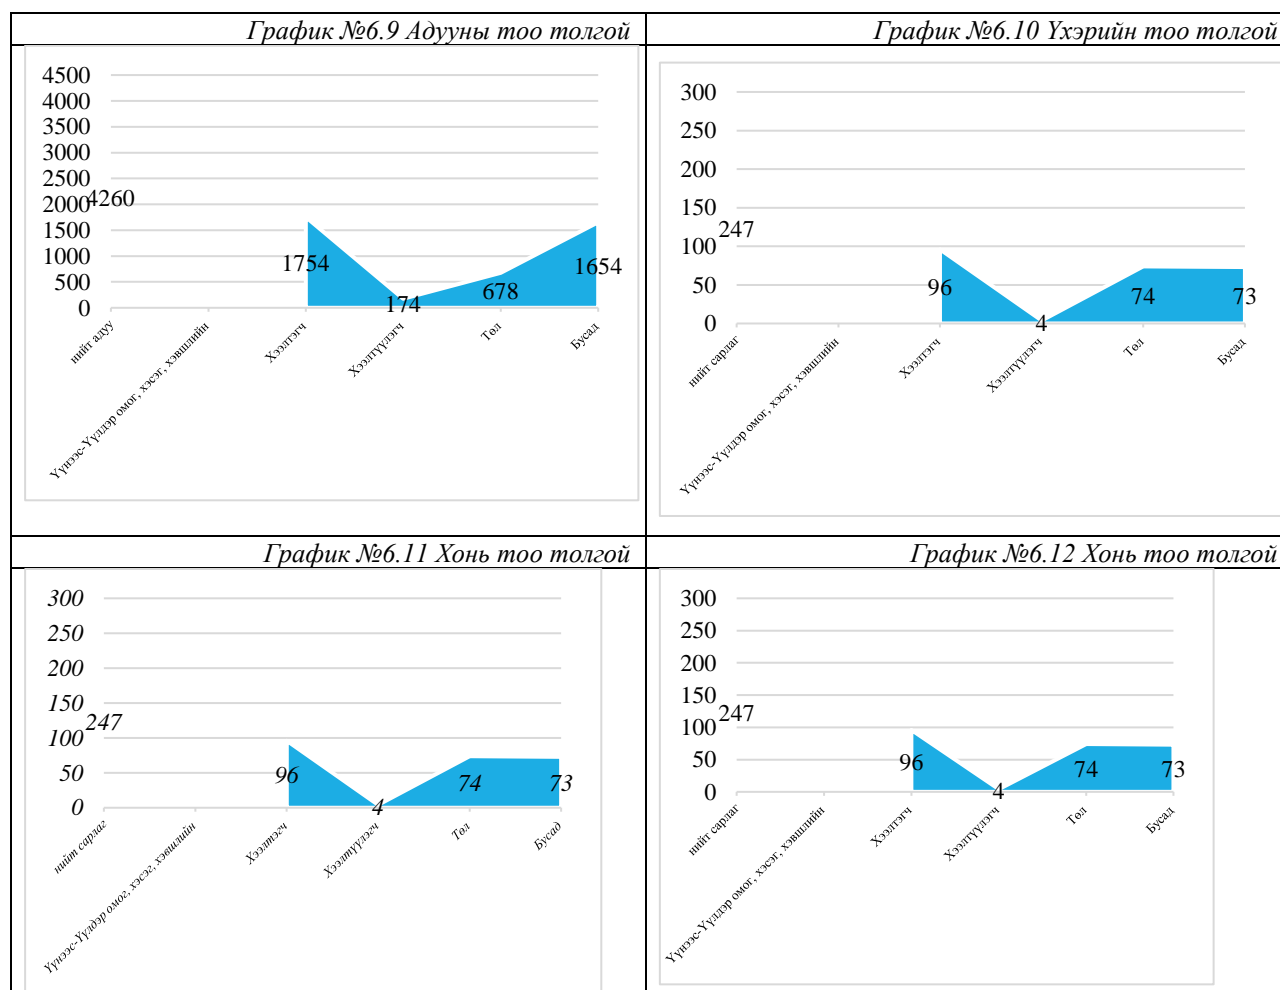 График №6.9 Адууны тоо толгой
4500
4000
3500
3000
2500
2000
1500
1000
500
0
4260
1754
174
678
1654
нийт адуу
Үүнээс-Үүлдэр омог, хэсэг, хэвшлийн
Хээлтэгч
Хээлтүүлэгч
Төл
Бусад
График №6.10 Үхэрийн тоо толгой
300
250
200
150
100
50
0
247
96
4
74
73
нийт сарлаг
Үүнээс-Үүлдэр омог, хэсэг, хэвшлийн
Хээлтэгч
Хээлтүүлэгч
Төл
Бусад
График №6.11 Хонь тоо толгой
300
250
200
150
100
50
0
247
96
4
74
73
нийт сарлаг
Үүнээс-Үүлдэр омог, хэсэг, хэвшлийн
Хээлтэгч
Хээлтүүлэгч
Төл
Бусад
График №6.12 Хонь тоо толгой
300
250
200
150
100
50
0
247
96
4
74
73
нийт сарлаг
Үүнээс-Үүлдэр омог, хэсэг, хэвшлийн
Хээлтэгч
Хээлтүүлэгч
Төл
Бусад